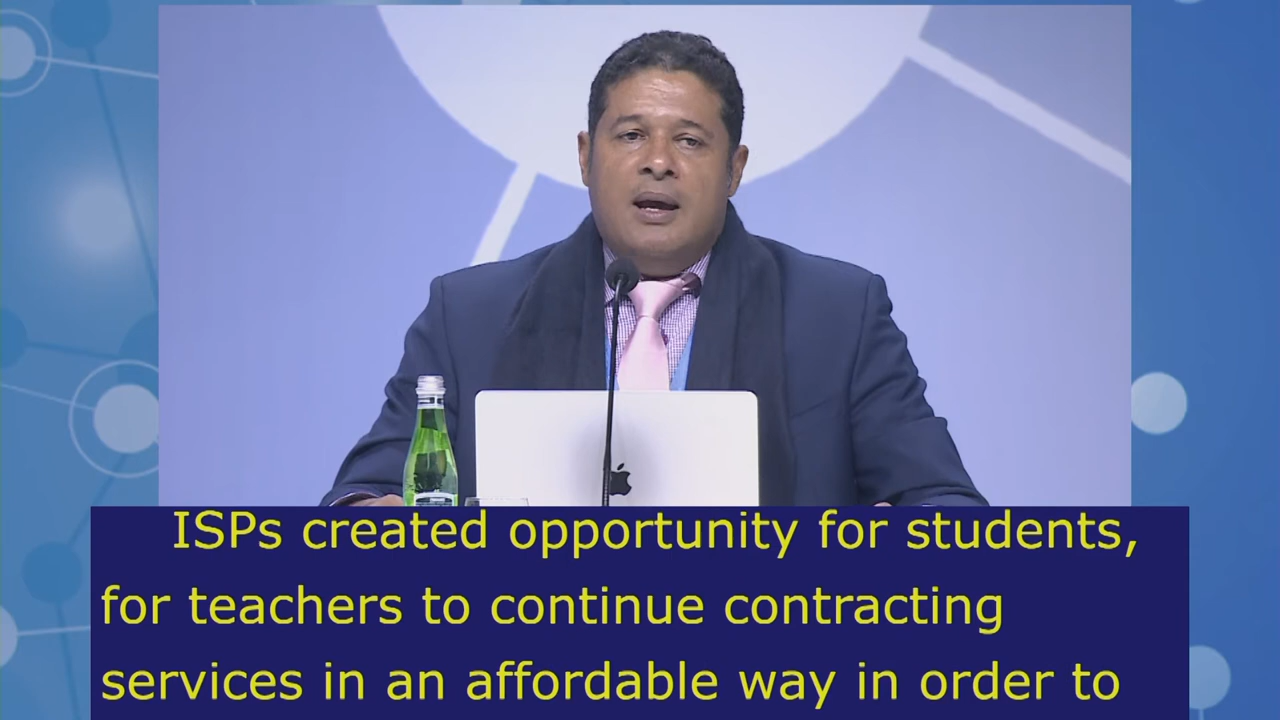 ISPs created opportunity for students,
for teachers to continue contracting
services in an affordable way in order to